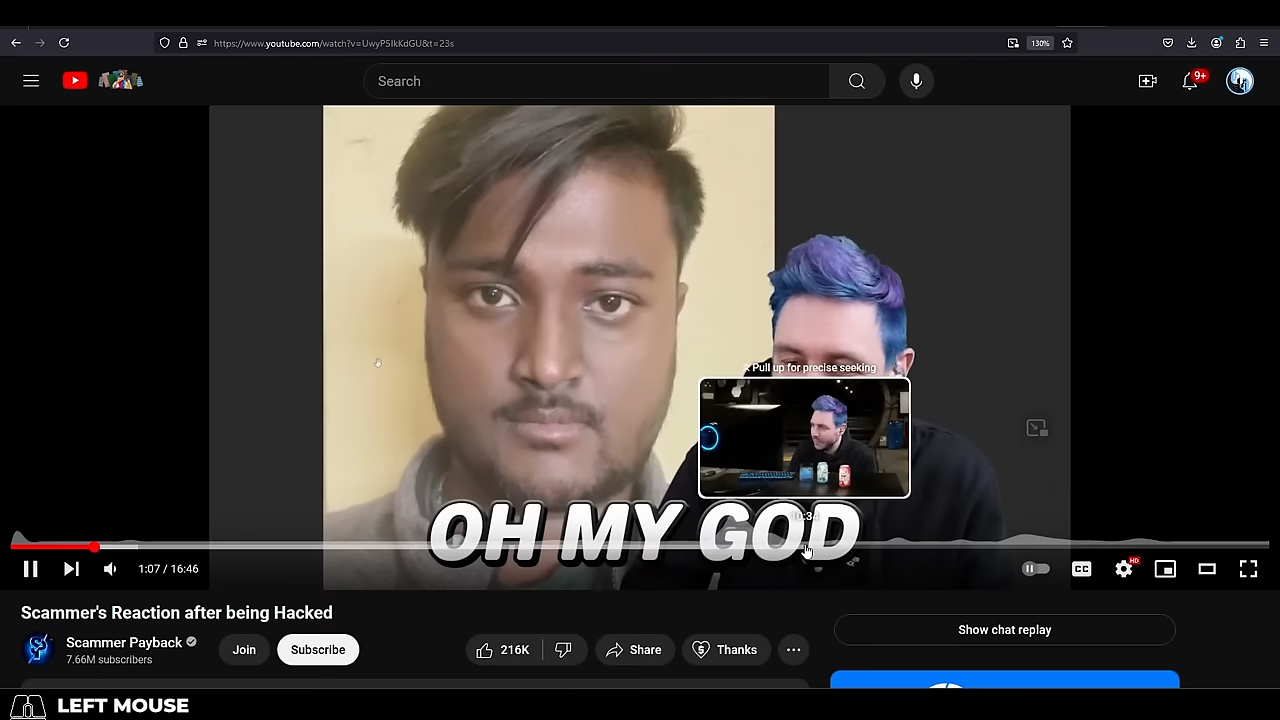 https://www.youtube.com/watch?v=UwyP5IkKdGU&t=23s
130%
Search
9+
Pull up for precise seeking
OH MY GOD
1:07 / 16:46
CC
HD
Scammer's Reaction after being Hacked
Scammer Payback
7.66M subscribers
Join
Subscribe
216K
Share
Thanks
Show chat replay
LEFT MOUSE